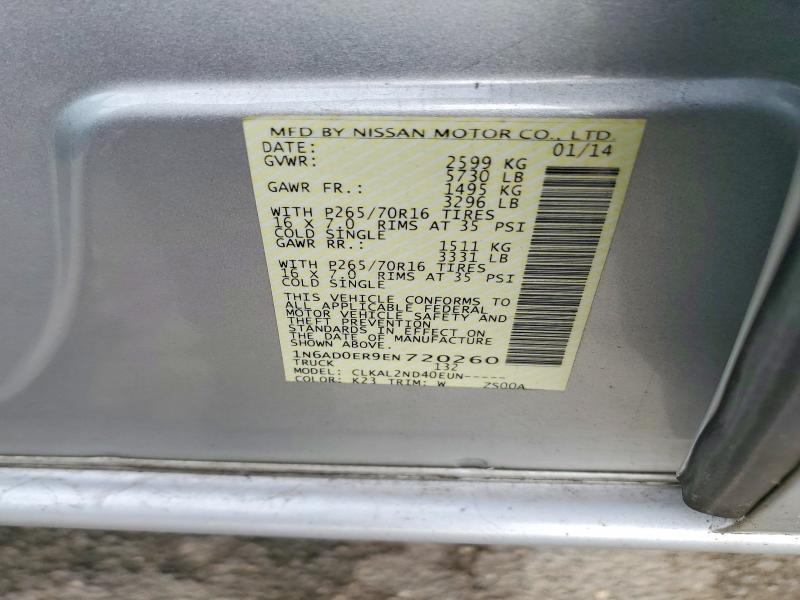 MFD BY NISSAN MOTOR CO., LTD.
DATE: 01/14
GVWR: 2599 KG
5730 LB
GAWR FR.: 1495 KG
3296 LB
WITH P265/70R16 TIRES
16 X 7.0 RIMS AT 35 PSI
COLD SINGLE
GAWR RR.: 1511 KG
3331 LB
WITH P265/70R16 TIRES
16 X 7.0 RIMS AT 35 PSI
COLD SINGLE
THIS VEHICLE CONFORMS TO
ALL APPLICABLE FEDERAL
MOTOR VEHICLE SAFETY AND
THEFT PREVENTION
STANDARDS IN EFFECT ON
THE DATE OF MANUFACTURE
SHOWN ABOVE.
1N6AD0ER9EN720260
TRUCK 132
MODEL: CLKAL2ND40EUN-----
COLOR: K23 TRIM: W ZS00A